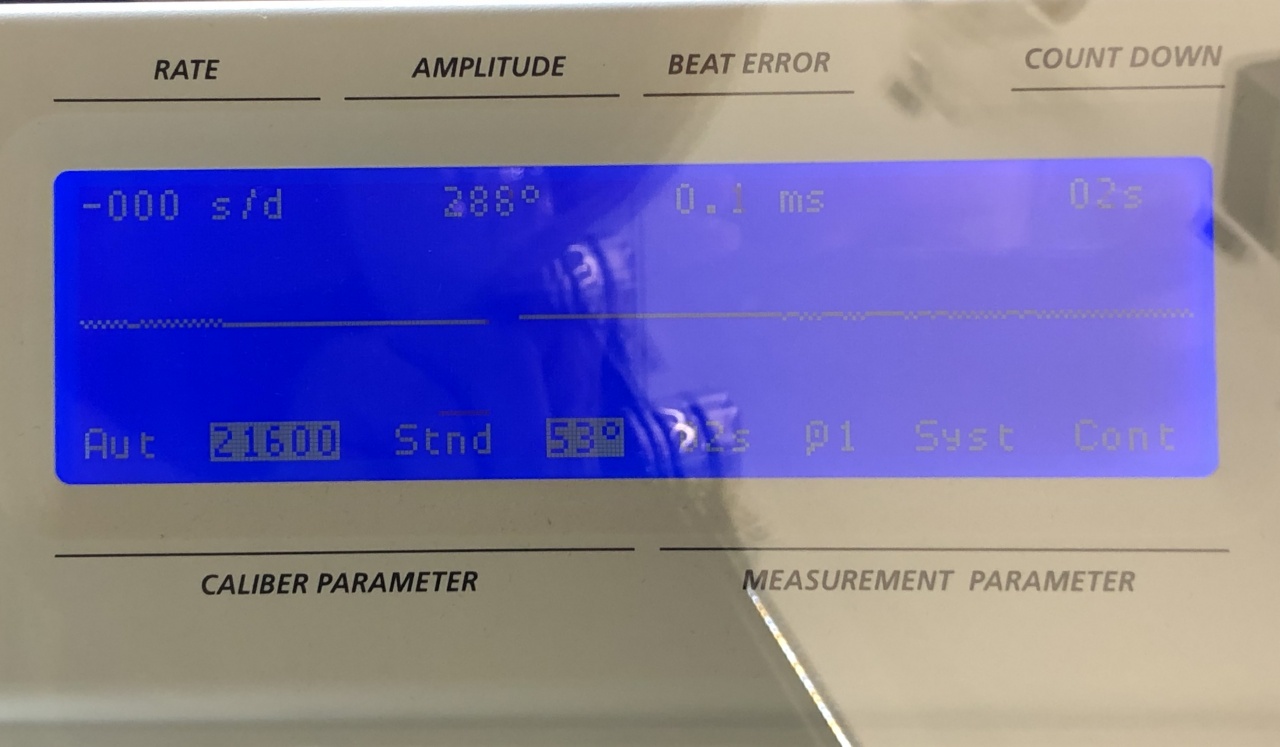 RATE AMPLITUDE BEAT ERROR COUNT DOWN
-000 s/d 288° 0.1 ms 02s
Aut 21600 Stnd 53° 02s @1 Syst Cont
CALIBER PARAMETER MEASUREMENT PARAMETER